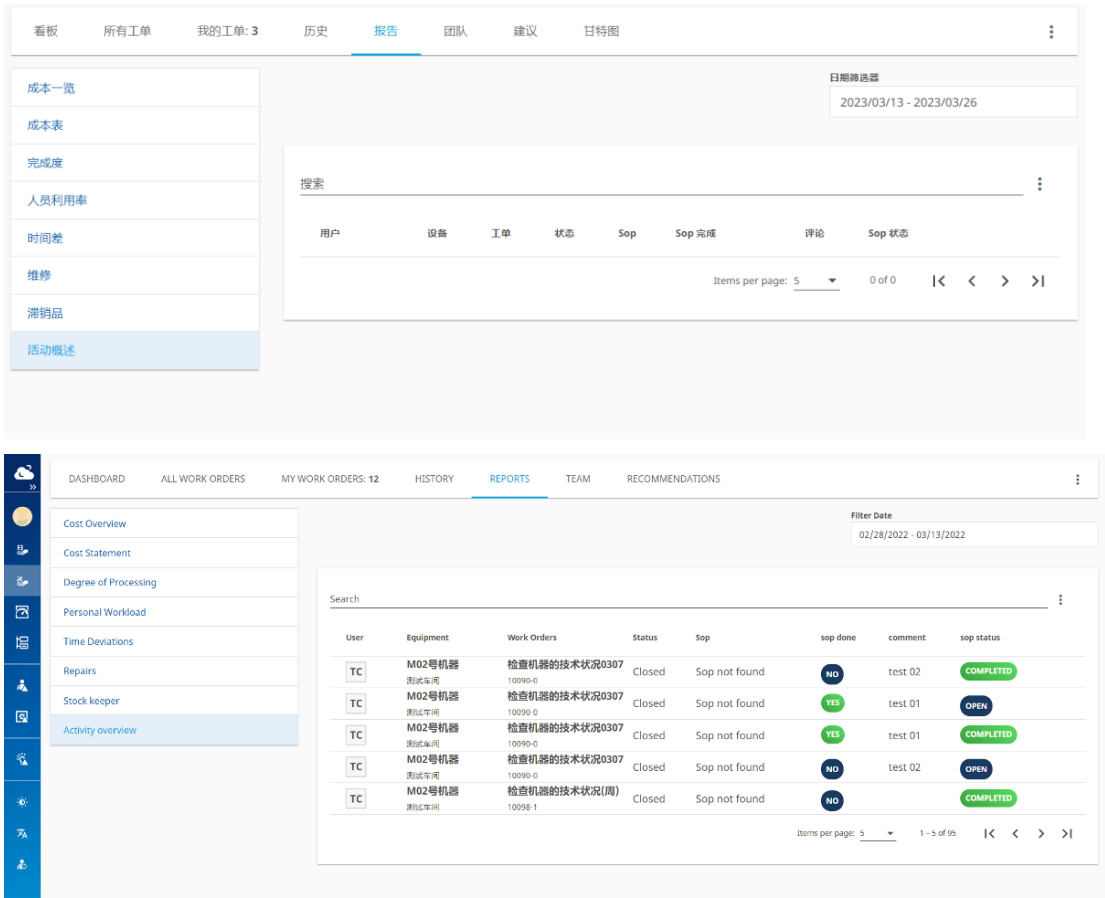 看板 所有工单 我的工单: 3 历史 报告 团队 建议 甘特图
成本一览
成本表
完成度
人员利用率
时间差
维修
滞销品
活动概述
日期筛选器
2023/03/13 - 2023/03/26
搜索
用户 设备 工单 状态 Sop Sop 完成 评论 Sop 状态
Items per page: 5 0 of 0
DASHBOARD ALL WORK ORDERS MY WORK ORDERS: 12 HISTORY REPORTS TEAM RECOMMENDATIONS
Cost Overview
Cost Statement
Degree of Processing
Personal Workload
Time Deviations
Repairs
Stock keeper
Activity overview
Filter Date
02/28/2022 - 03/13/2022
Search
User Equipment Work Orders Status Sop sop done comment sop status
TC M02号机器 检查机器的技术状况0307 Closed Sop not found NO test 02 COMPLETED
测试车间 10090-0
TC M02号机器 检查机器的技术状况0307 Closed Sop not found YES test 01 OPEN
测试车间 10090-0
TC M02号机器 检查机器的技术状况0307 Closed Sop not found YES test 01 COMPLETED
测试车间 10090-0
TC M02号机器 检查机器的技术状况0307 Closed Sop not found NO test 02 OPEN
测试车间 10090-0
TC M02号机器 检查机器的技术状况(周) Closed Sop not found NO COMPLETED
测试车间 10098-1
Items per page: 5 1 – 5 of 95